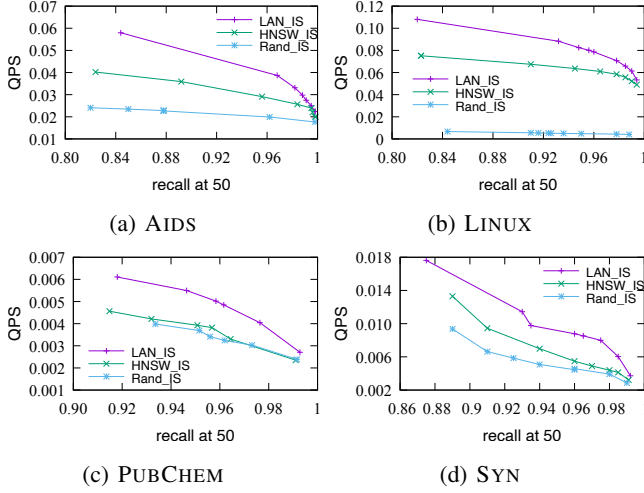 QPS
0.07
0.06
0.05
0.04
0.03
0.02
0.01
LAN_IS
HNSW_IS
Rand_IS
0.80 0.84 0.88 0.92 0.96 1
recall at 50
(a) AIDS
QPS
0.12
0.10
0.08
0.06
0.04
0.02
0.00
LAN_IS
HNSW_IS
Rand_IS
0.80 0.84 0.88 0.92 0.96 1
recall at 50
(b) LINUX
QPS
0.007
0.006
0.005
0.004
0.003
0.002
0.001
LAN_IS
HNSW_IS
Rand_IS
0.90 0.92 0.94 0.96 0.98 1
recall at 50
(c) PUBCHEM
QPS
0.018
0.014
0.010
0.006
0.002
LAN_IS
HNSW_IS
Rand_IS
0.86 0.88 0.9 0.92 0.94 0.96 0.98
recall at 50
(d) SYN